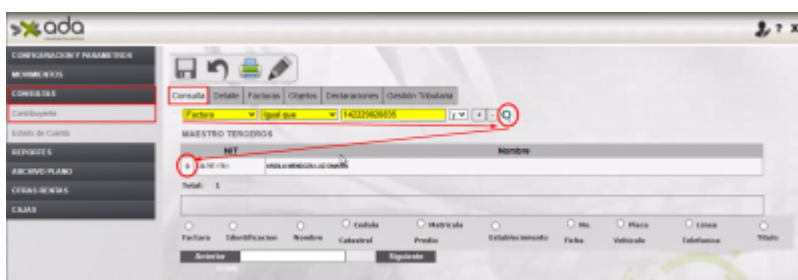 ada
? X
CONFIGURACION Y PARAMETROS
MOVIMIENTOS
CONSULTAS
Contribuyente
Estado de Cuenta
REPORTES
ARCHIVO PLANO
OTRAS RENTAS
CAJAS
Consulta Detalle Facturas Objetos Declaraciones Gestión Tributaria
Factura Igual que y + -
MAESTRO TERCEROS
NIT Nombre
Total: 1
Factura Identificacion Nombre Cedula Catastral Matricula Predio Establecimiento No. Ficha Placa Vehiculo Linea Telefonica Titulo
Anterior Siguiente